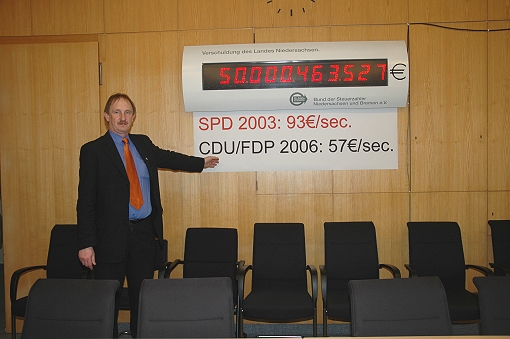 Verschuldung des Landes Niedersachsen.
50.000.463.527€
Bund der Steuerzahler
Niedersachsen und Bremen e.V.
SPD 2003: 93€/sec.
CDU/FDP 2006: 57€/sec.